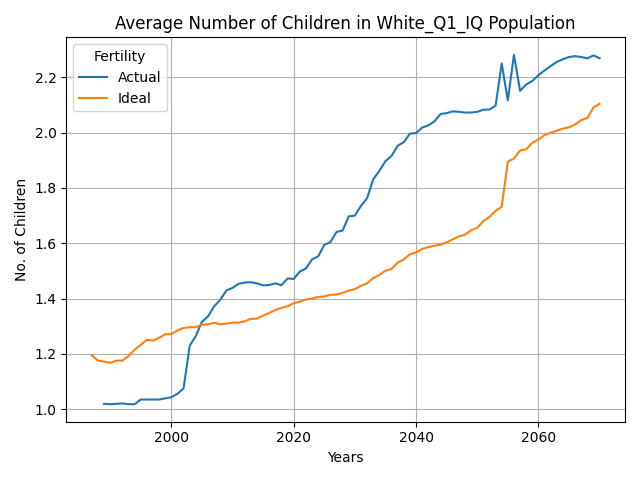 Average Number of Children in White_Q1_IQ Population
Fertility
Actual
Ideal
No. of Children
2.2
2.0
1.8
1.6
1.4
1.2
1.0
2000
2020
2040
2060
Years